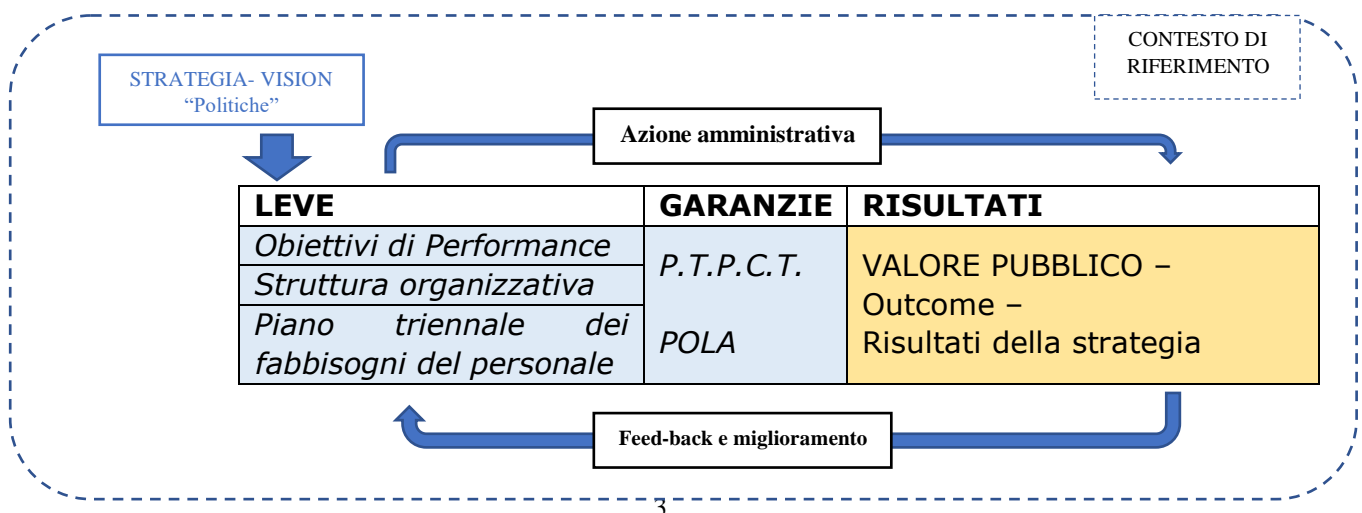 CONTESTO DI
RIFERIMENTO
STRATEGIA- VISION
“Politiche”
Azione amministrativa
LEVE
GARANZIE
RISULTATI
Obiettivi di Performance
Struttura organizzativa
Piano triennale dei
fabbisogni del personale
P.T.P.C.T.
POLA
VALORE PUBBLICO –
Outcome –
Risultati della strategia
Feed-back e miglioramento
3